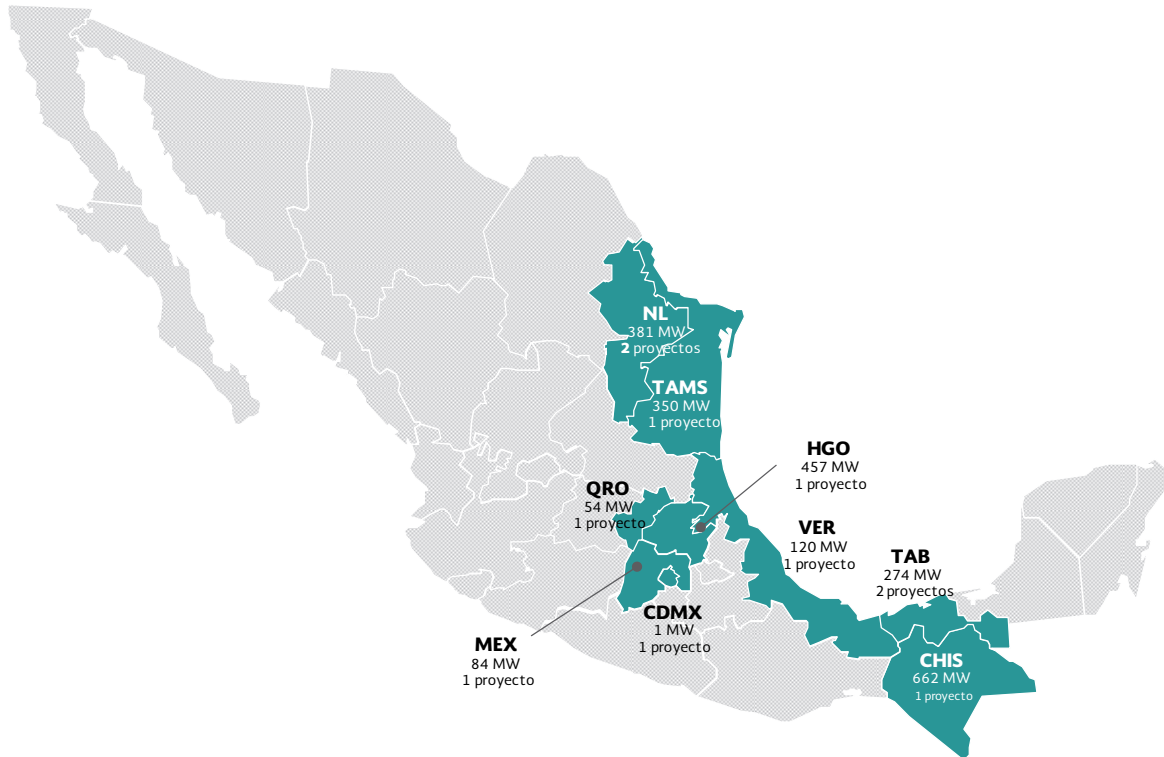 NL
381 MW
2 proyectos
TAMS
350 MW
1 proyecto
HGO
457 MW
1 proyecto
QRO
54 MW
1 proyecto
VER
120 MW
1 proyecto
TAB
274 MW
2 proyectos
CDMX
1 MW
1 proyecto
MEX
84 MW
1 proyecto
CHIS
662 MW
1 proyecto